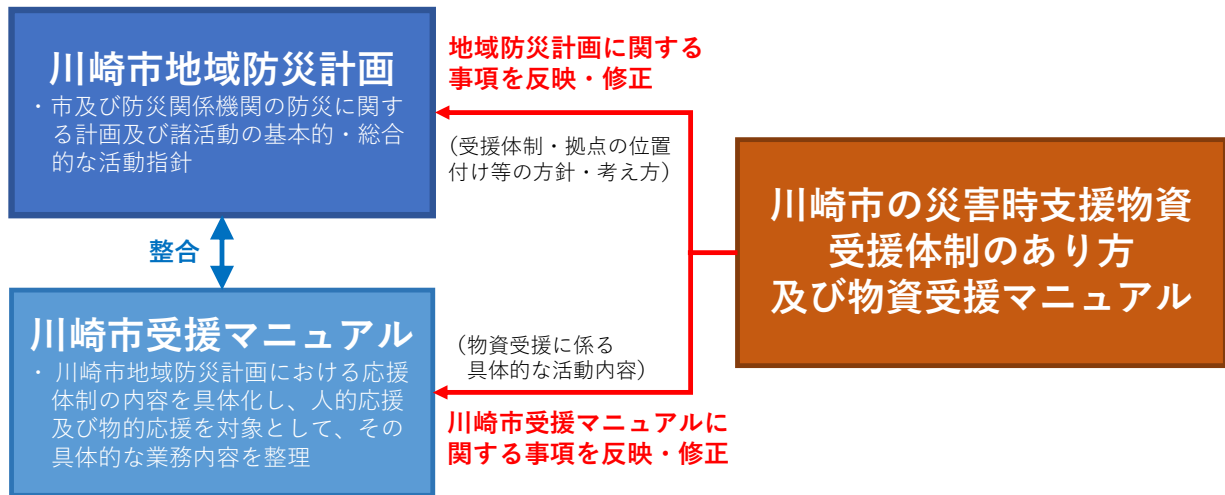 川崎市地域防災計画
・市及び防災関係機関の防災に関す
る計画及び諸活動の基本的・総合
的な活動指針
整合
川崎市受援マニュアル
・ 川崎市地域防災計画における応援
体制の内容を具体化し、人的応援
及び物的応援を対象として、その
具体的な業務内容を整理
地域防災計画に関する
事項を反映・修正
（受援体制・拠点の位置
付け等の方針・考え方）
（物資受援に係る
具体的な活動内容）
川崎市受援マニュアルに
関する事項を反映・修正
川崎市の災害時支援物資
受援体制のあり方
及び物資受援マニュアル